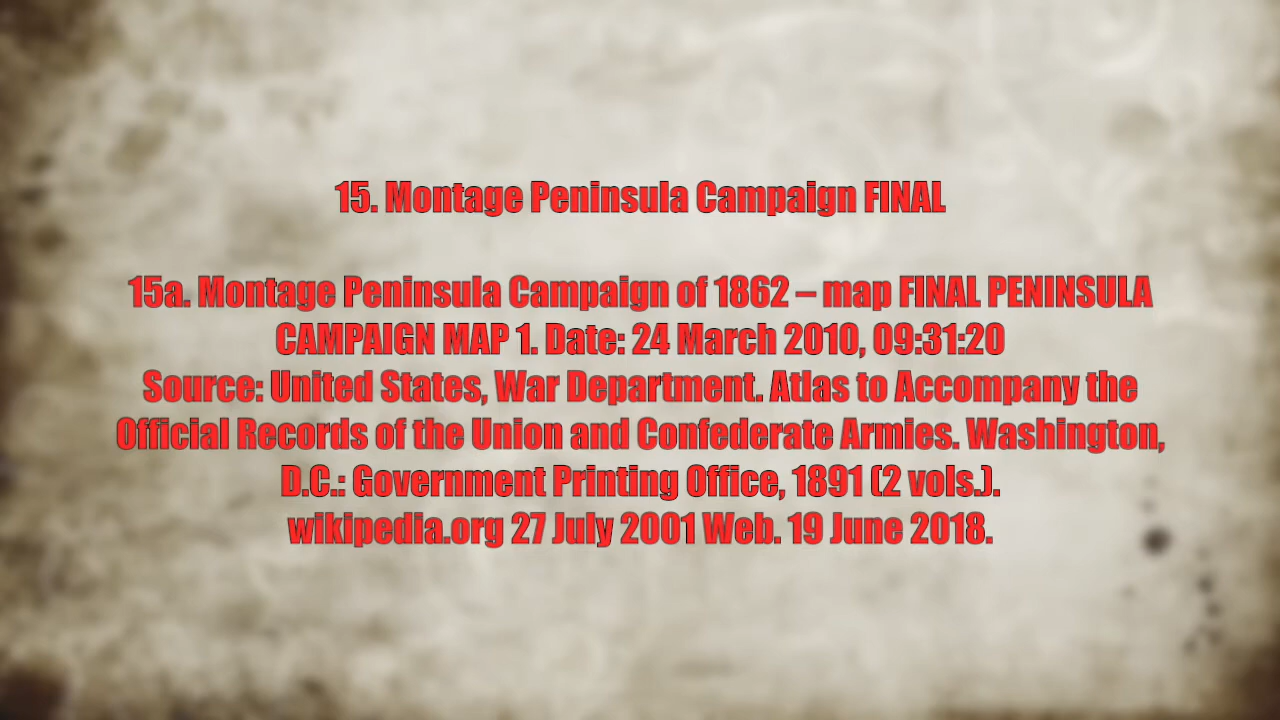 15. Montage Peninsula Campaign FINAL
15a. Montage Peninsula Campaign of 1862 – map FINAL PENINSULA
CAMPAIGN MAP 1. Date: 24 March 2010, 09:31:20
Source: United States, War Department. Atlas to Accompany the
Official Records of the Union and Confederate Armies. Washington,
D.C.: Government Printing Office, 1891 (2 vols.).
wikipedia.org 27 July 2001 Web. 19 June 2018.